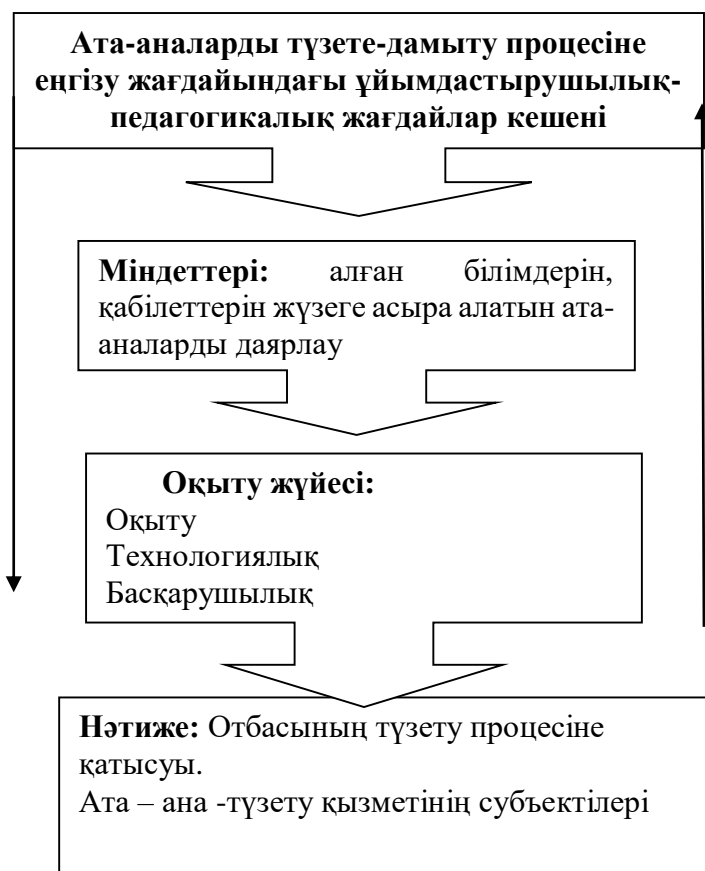 Ата-аналарды түзете-дамыту процесіне
еңгізу жағдайындағы ұйымдастырушылық-
педагогикалық жағдайлар кешені
Міндеттері: алған білімдерін,
қабілеттерін жүзеге асыра алатын ата-
аналарды даярлау
Оқыту жүйесі:
Оқыту
Технологиялық
Басқарушылық
Нәтиже: Отбасының түзету процесіне
қатысуы.
Ата – ана -түзету қызметінің субъектілері